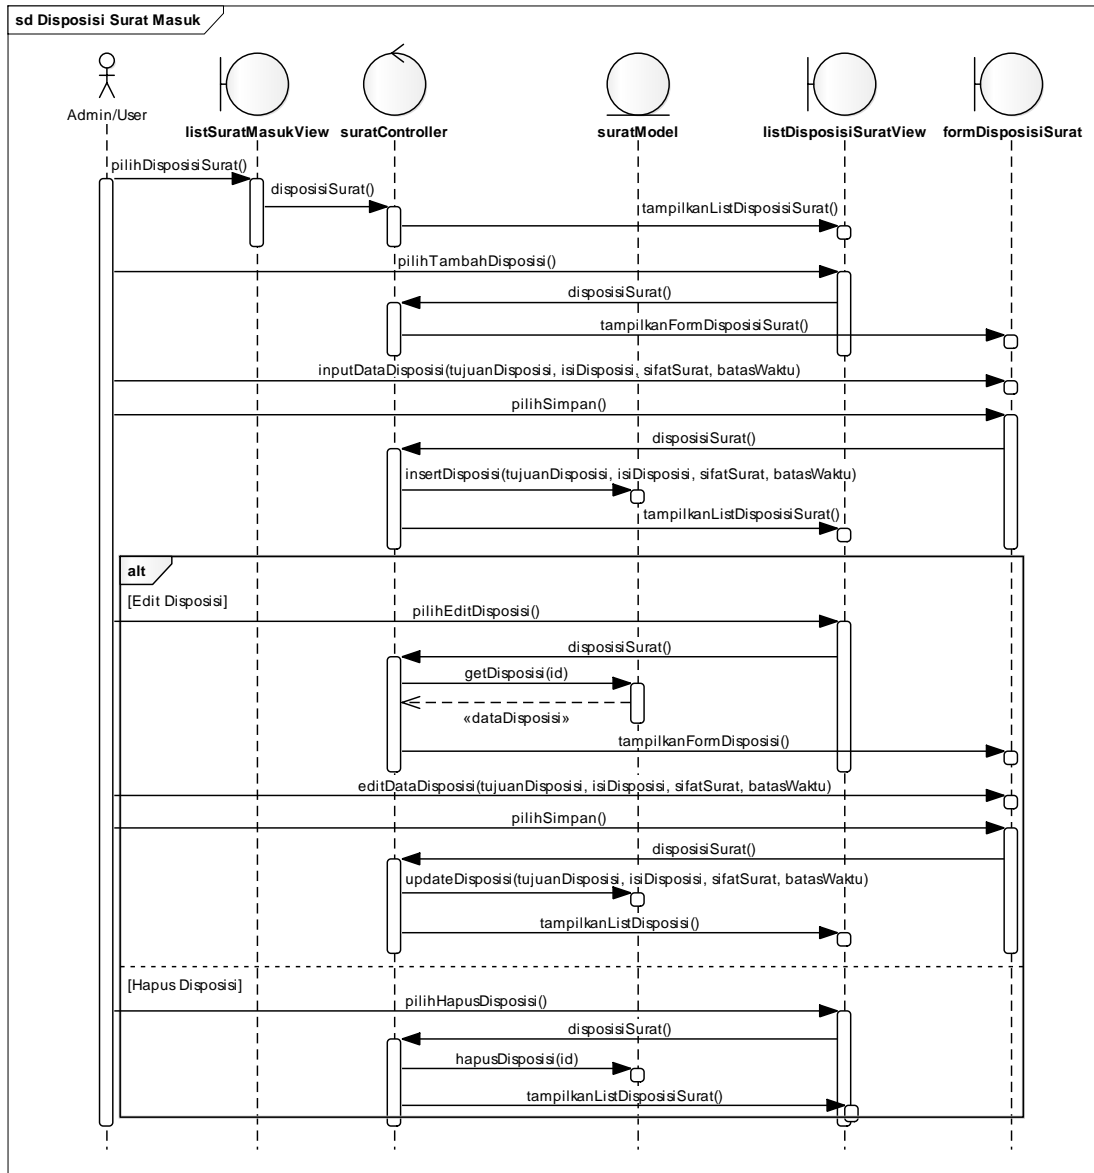 sd Disposisi Surat Masuk
Admin/User
listSuratMasukView
suratController
suratModel
listDisposisiSuratView
formDisposisiSurat
pilihDisposisiSurat()
disposisiSurat()
tampilkanListDisposisiSurat()
pilihTambahDisposisi()
disposisiSurat()
tampilkanFormDisposisiSurat()
inputDataDisposisi(tujuanDisposisi, isiDisposisi, sifatSurat, batasWaktu)
pilihSimpan()
disposisiSurat()
insertDisposisi(tujuanDisposisi, isiDisposisi, sifatSurat, batasWaktu)
tampilkanListDisposisiSurat()
alt
[Edit Disposisi]
pilihEditDisposisi()
disposisiSurat()
getDisposisi(id)
«dataDisposisi»
tampilkanFormDisposisi()
editDataDisposisi(tujuanDisposisi, isiDisposisi, sifatSurat, batasWaktu)
pilihSimpan()
disposisiSurat()
updateDisposisi(tujuanDisposisi, isiDisposisi, sifatSurat, batasWaktu)
tampilkanListDisposisi()
[Hapus Disposisi]
pilihHapusDisposisi()
disposisiSurat()
hapusDisposisi(id)
tampilkanListDisposisiSurat()